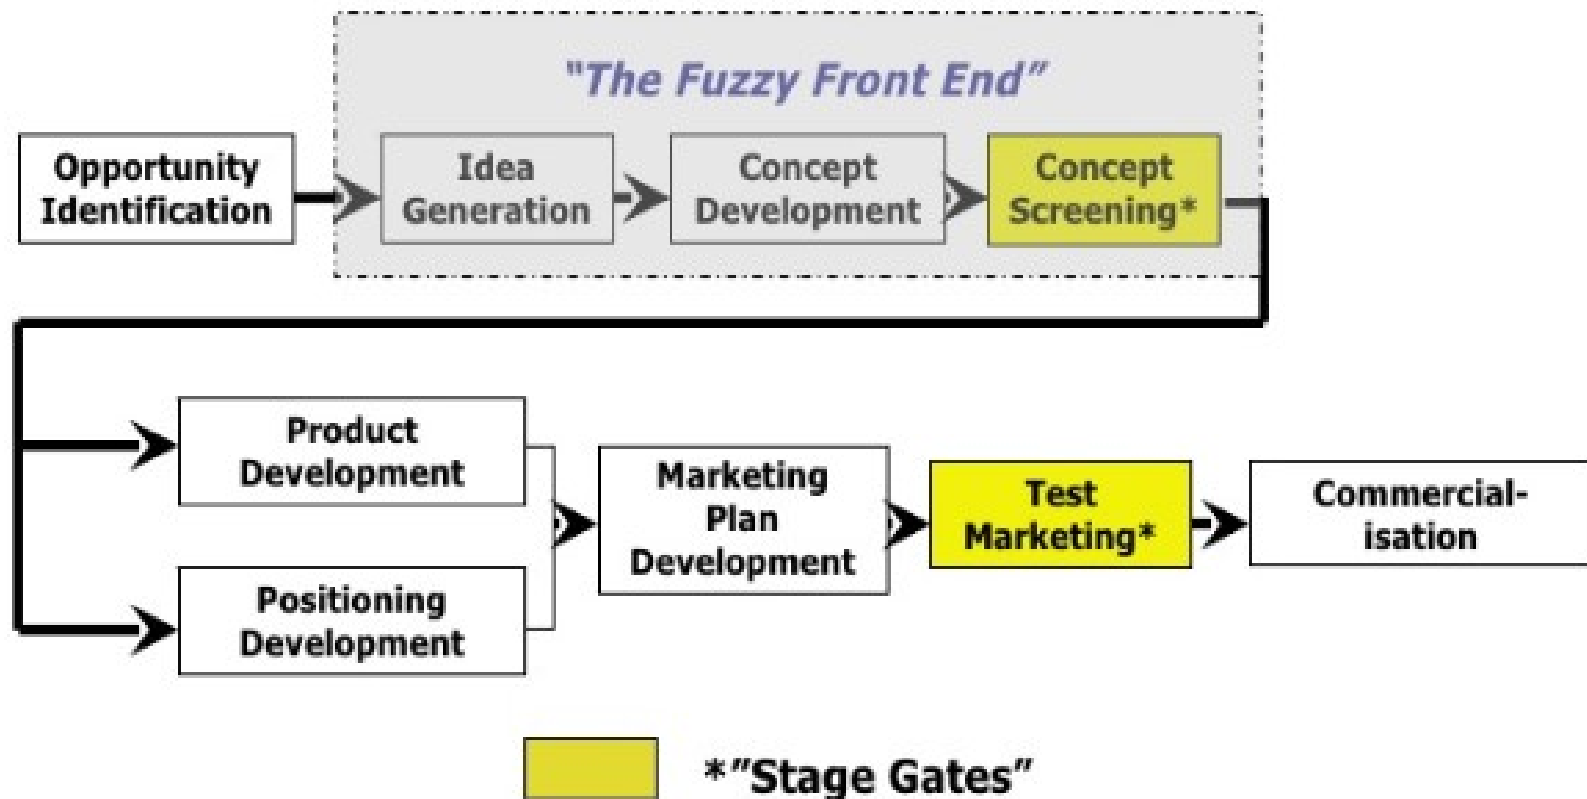 "The Fuzzy Front End"
Opportunity
Identification
Idea
Generation
Concept
Development
Concept
Screening*
Product
Development
Positioning
Development
Marketing
Plan
Development
Test
Marketing*
Commercial-
isation
*"Stage Gates"